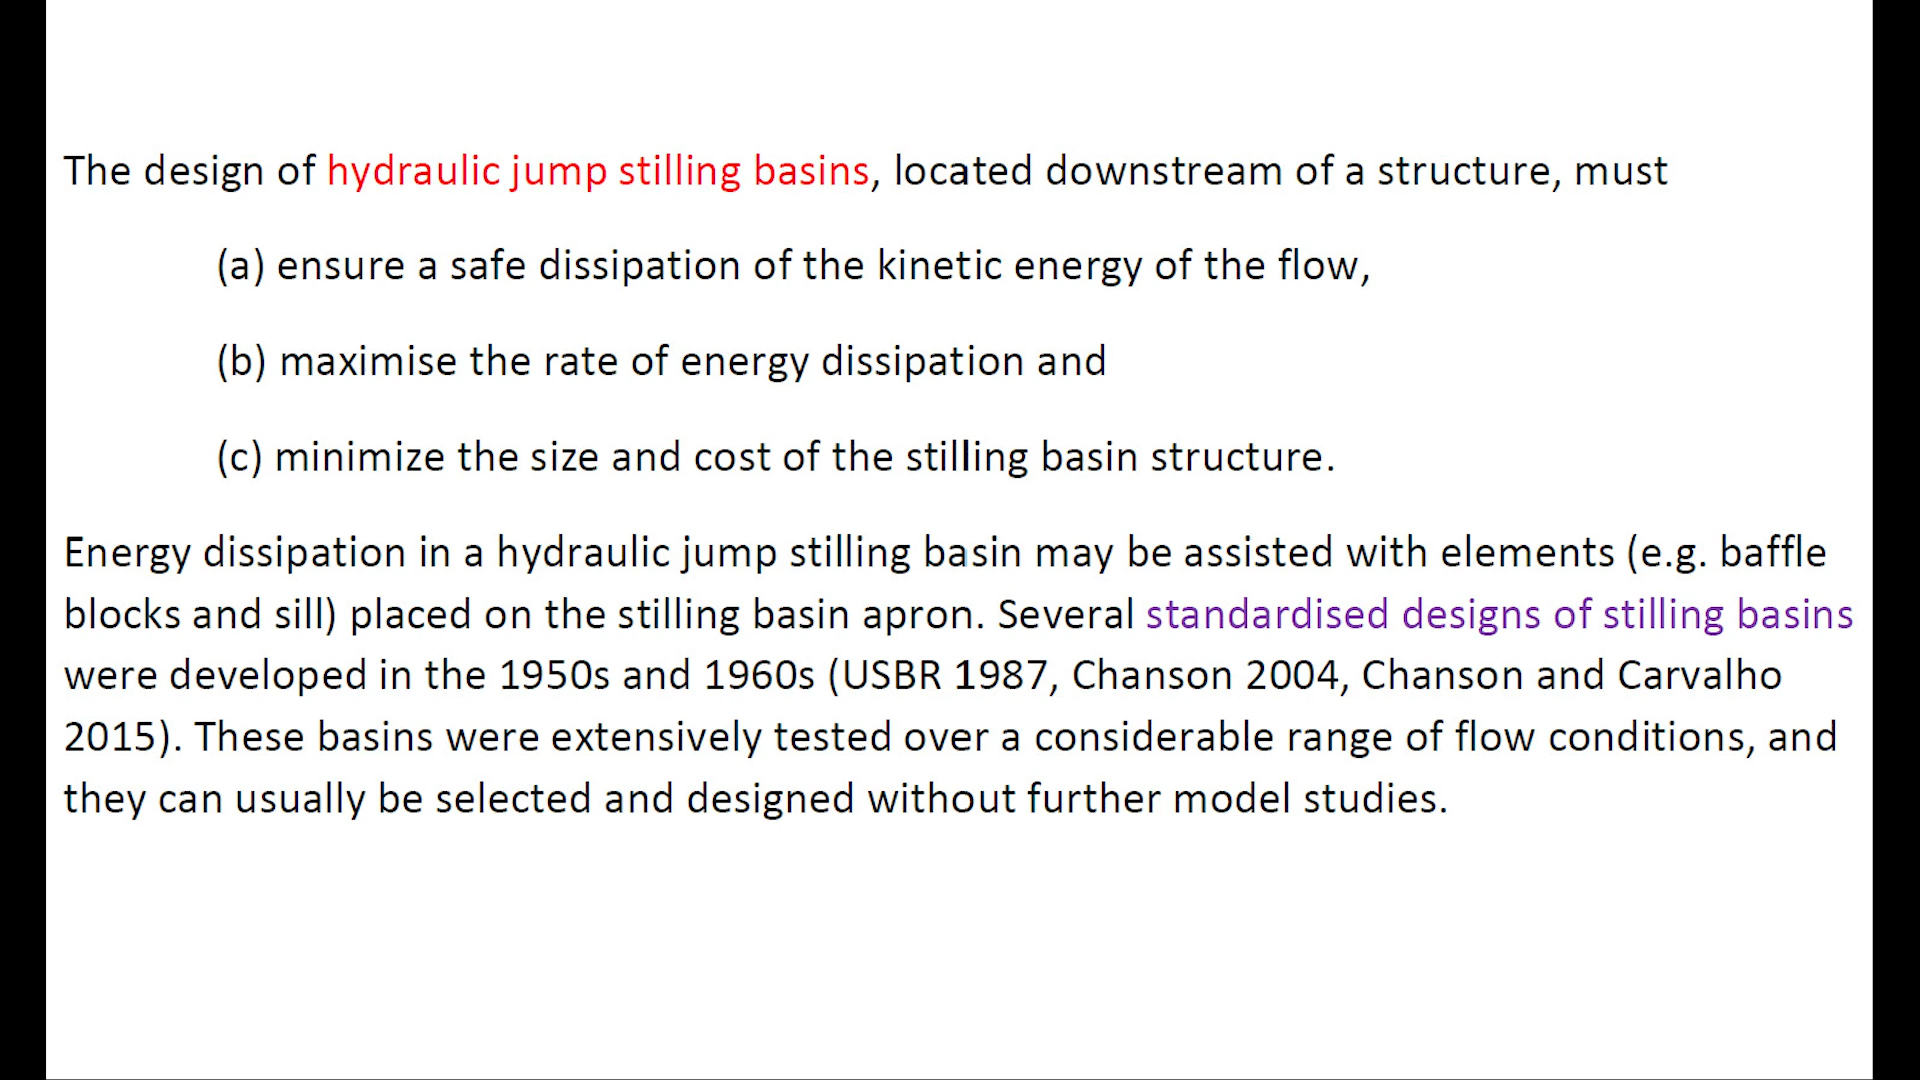 The design of hydraulic jump stilling basins, located downstream of a structure, must
(a) ensure a safe dissipation of the kinetic energy of the flow,
(b) maximise the rate of energy dissipation and
(c) minimize the size and cost of the stilling basin structure.
Energy dissipation in a hydraulic jump stilling basin may be assisted with elements (e.g. baffle
blocks and sill) placed on the stilling basin apron. Several standardised designs of stilling basins
were developed in the 1950s and 1960s (USBR 1987, Chanson 2004, Chanson and Carvalho
2015). These basins were extensively tested over a considerable range of flow conditions, and
they can usually be selected and designed without further model studies.